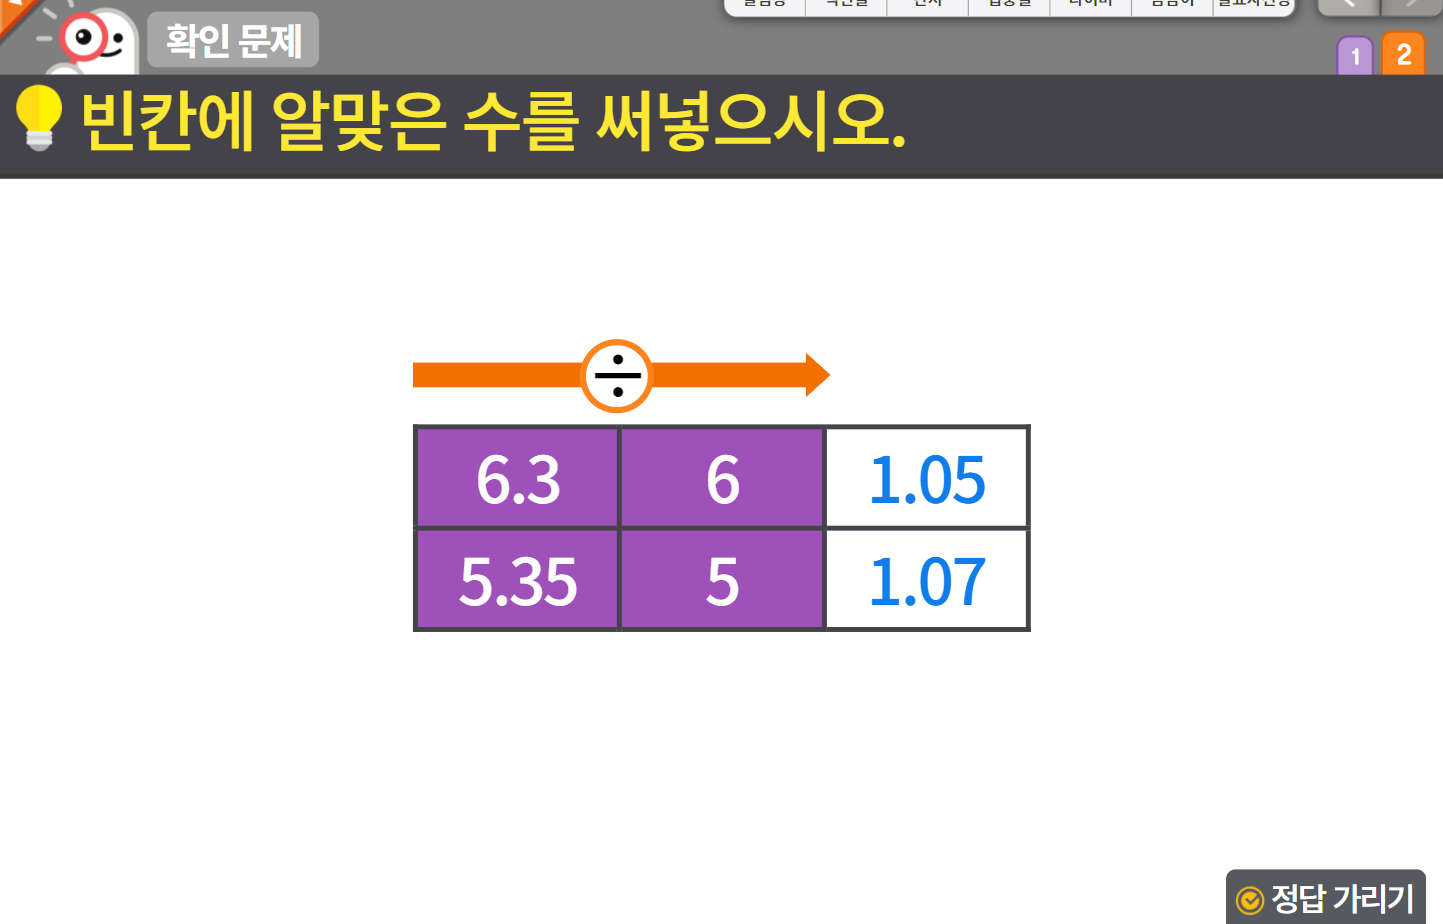 확인 문제
1 2
빈칸에 알맞은 수를 써넣으시오.
÷
6.3 6 1.05
5.35 5 1.07
정답 가리기